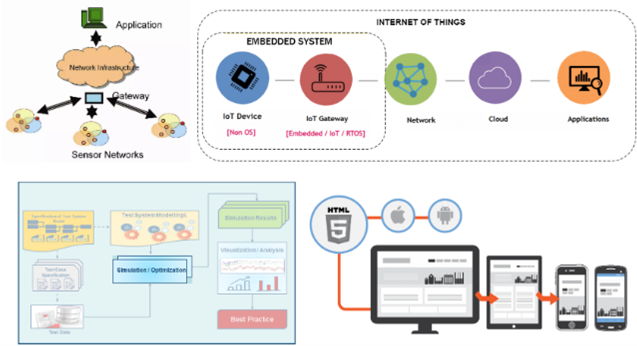 Application
Network Infrastructure
Gateway
Sensor Networks
INTERNET OF THINGS
EMBEDDED SYSTEM
IoT Device
[Non OS]
IoT Gateway
[Embedded / IoT / RTOS]
Network
Cloud
Applications
Test System Modelling
Simulation / Optimization
Test Data
Specification
Test Data
Simulation Results
Visualization / Analysis
Best Practice
HTML
5